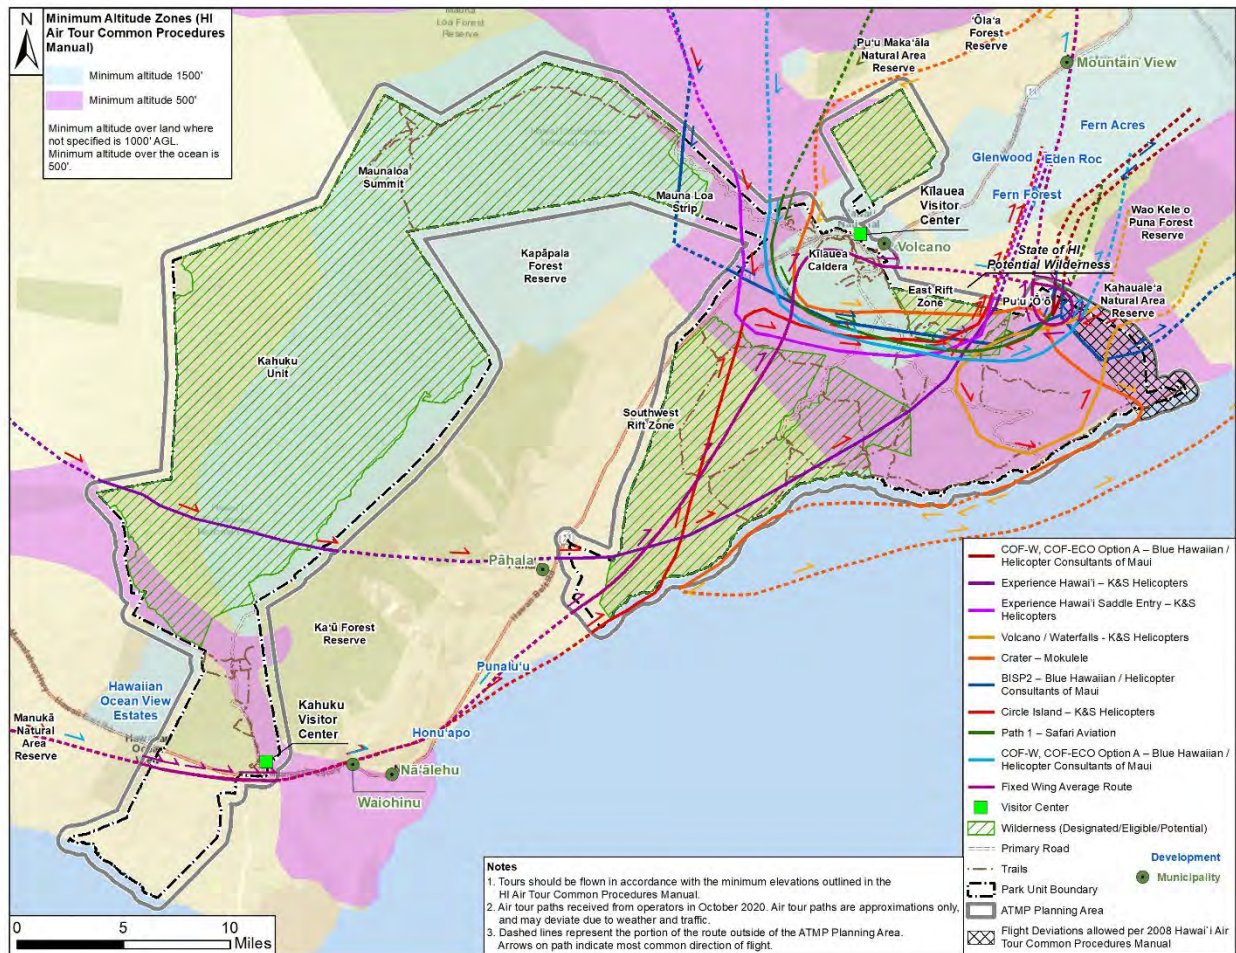 N
Minimum Altitude Zones (HI
Air Tour Common Procedures
Manual)
Minimum altitude 1500'
Minimum altitude 500'
Minimum altitude over land where
not specified is 1000' AGL.
Minimum altitude over the ocean is
500'.
Mauna
Loa Forest
Reserve
Pu‘u Maka‘āla
Natural Area
Reserve
‘Ōla‘a
Forest
Reserve
Mountain View
Fern Acres
Glenwood
Eden Roc
Fern Forest
Maunaloa
Summit
Mauna Loa
Strip
Kīlauea
Visitor
Center
Volcano
Wao Kele o
Puna Forest
Reserve
State of HI
Potential Wilderness
Kapāpala
Forest
Reserve
Kīlauea
Caldera
East Rift
Zone
Pu‘u ‘Ō‘ō
Kahauale‘a
Natural Area
Reserve
Kahuku
Unit
Southwest
Rift Zone
Pāhala
Ka‘ū Forest
Reserve
Punalu‘u
Hawaiian
Ocean View
Estates
Kahuku
Visitor
Center
Manukā
Natural
Area
Reserve
Honu‘apo
Nā‘ālehu
Waiohinu
COF-W, COF-ECO Option A – Blue Hawaiian /
Helicopter Consultants of Maui
Experience Hawai‘i – K&S Helicopters
Experience Hawai‘i Saddle Entry – K&S
Helicopters
Volcano / Waterfalls - K&S Helicopters
Crater – Mokulele
BISP2 – Blue Hawaiian / Helicopter
Consultants of Maui
Circle Island – K&S Helicopters
Path 1 – Safari Aviation
COF-W, COF-ECO Option A – Blue Hawaiian /
Helicopter Consultants of Maui
Fixed Wing Average Route
Visitor Center
Wilderness (Designated/Eligible/Potential)
Primary Road
Development
Trails
Municipality
Park Unit Boundary
ATMP Planning Area
Flight Deviations allowed per 2008 Hawai‘i Air
Tour Common Procedures Manual
Notes
1. Tours should be flown in accordance with the minimum elevations outlined in the
HI Air Tour Common Procedures Manual.
2. Air tour paths received from operators in October 2020. Air tour paths are approximations only,
and may deviate due to weather and traffic.
3. Dashed lines represent the portion of the route outside of the ATMP Planning Area.
Arrows on path indicate most common direction of flight.
0 5 10
Miles